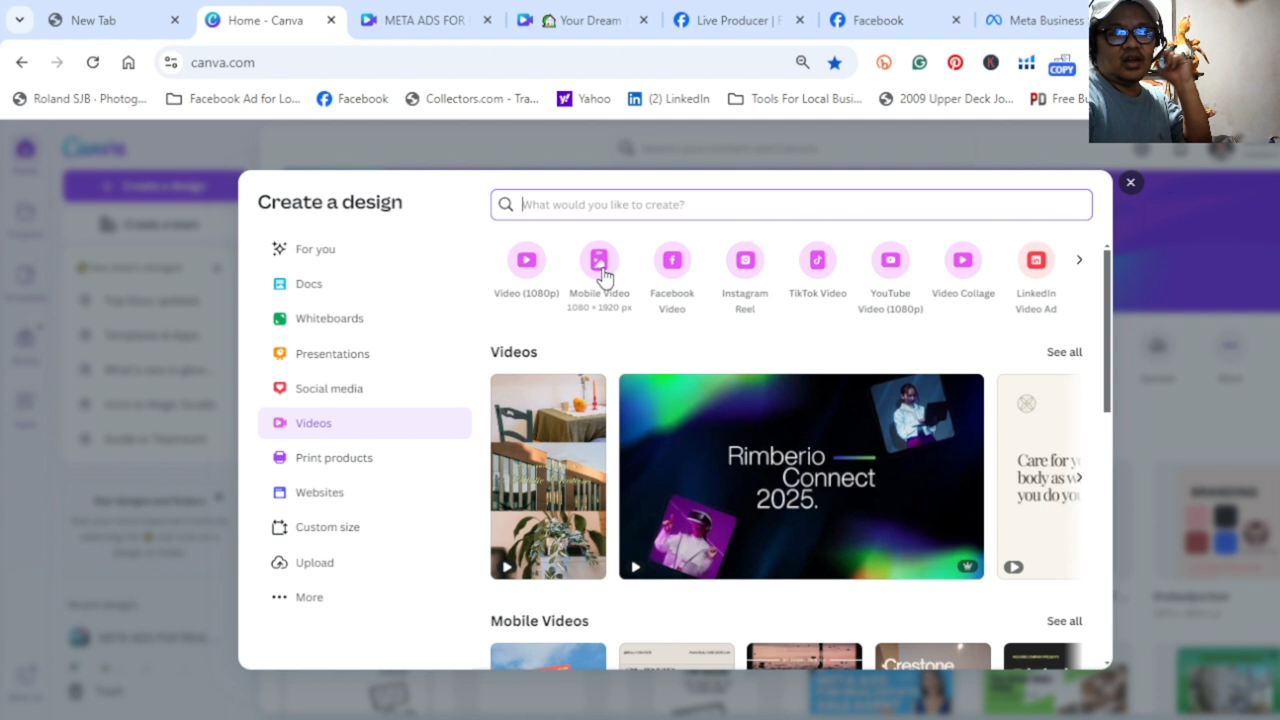 New Tab
Home - Canva
META ADS FOR
Your Dream
Live Producer | F
Facebook
Meta Business
canva.com
COPY
Roland SJB · Photog...
Facebook Ad for Lo...
Facebook
Collectors.com - Tra...
Yahoo
(2) LinkedIn
Tools For Local Busi...
2009 Upper Deck Jo...
Free Bu
Canva
Create a design
Create a design
What would you like to create?
For you
Docs
Whiteboards
Presentations
Social media
Videos
Print products
Websites
Custom size
Upload
More
Video (1080p)
Mobile Video
1080 × 1920 px
Facebook
Video
Instagram
Reel
TikTok Video
YouTube
Video (1080p)
Video Collage
LinkedIn
Video Ad
Videos
See all
Rimberio
Connect
2025.
Care for yo
body as w
you do you
Mobile Videos
See all
Crestone